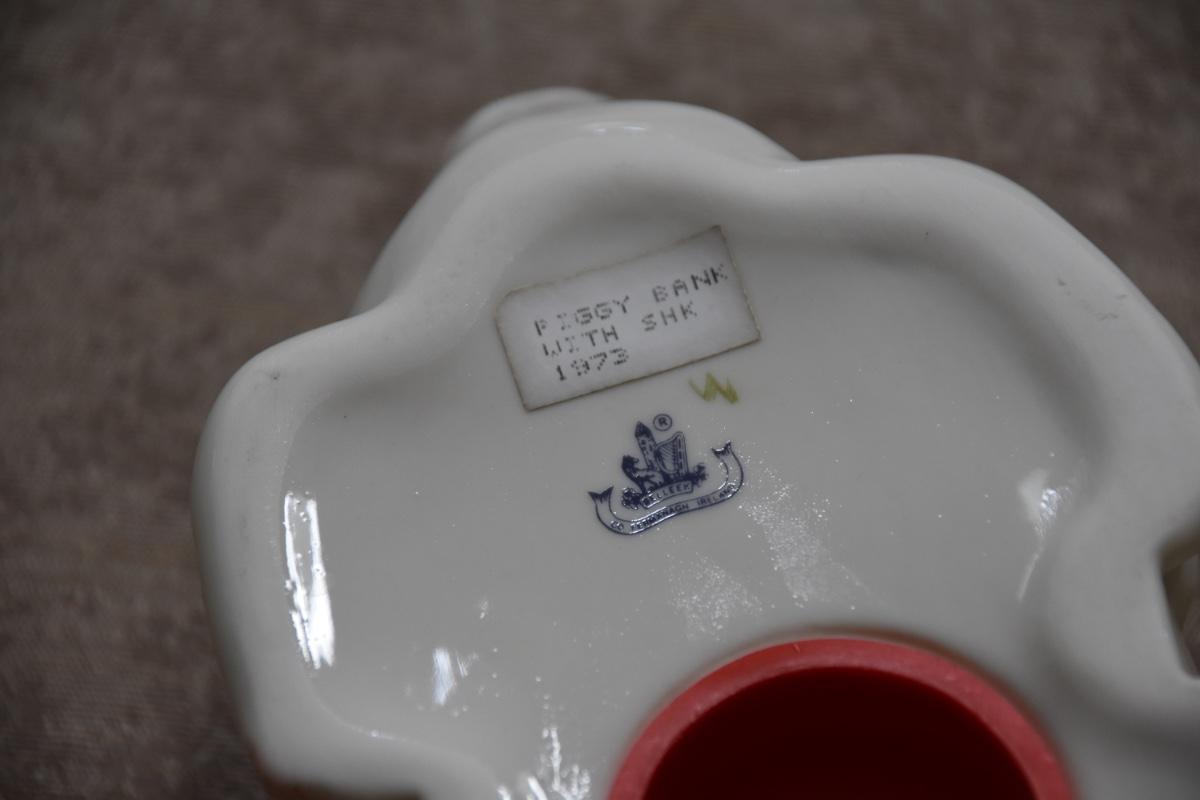 PIGGY BANK
WITH SHK
1973
®
BELLEEK
CO FERMANAGH IRELAND